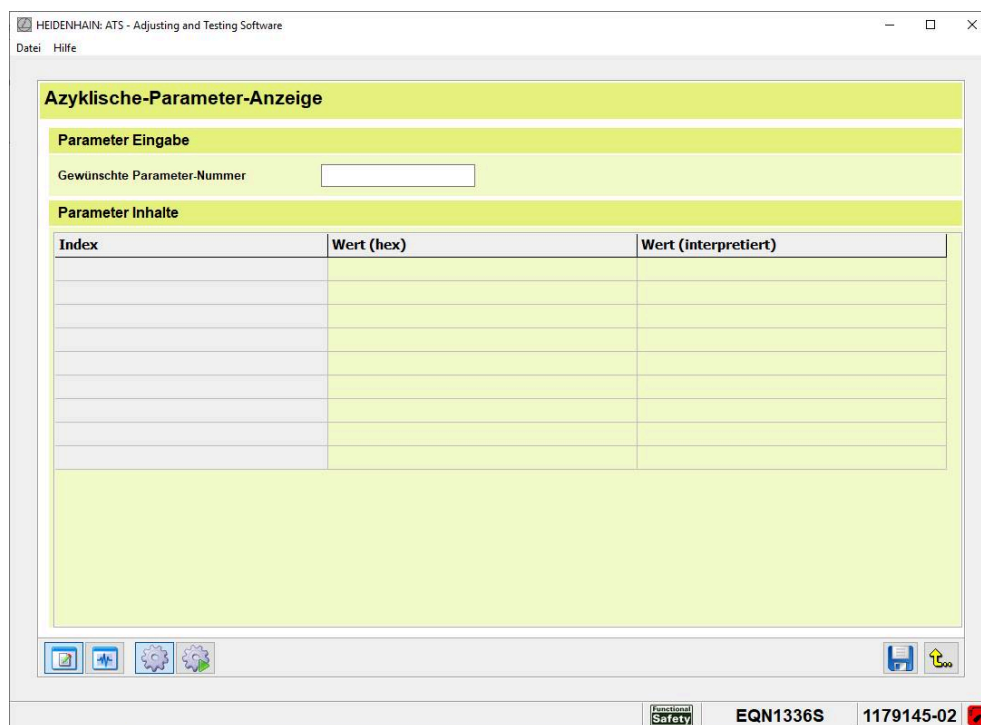 HEIDENHAIN: ATS - Adjusting and Testing Software
Datei Hilfe
Azyklische-Parameter-Anzeige
Parameter Eingabe
Gewünschte Parameter-Nummer
Parameter Inhalte
Index Wert (hex) Wert (interpretiert)
Functional
Safety EQN1336S 1179145-02